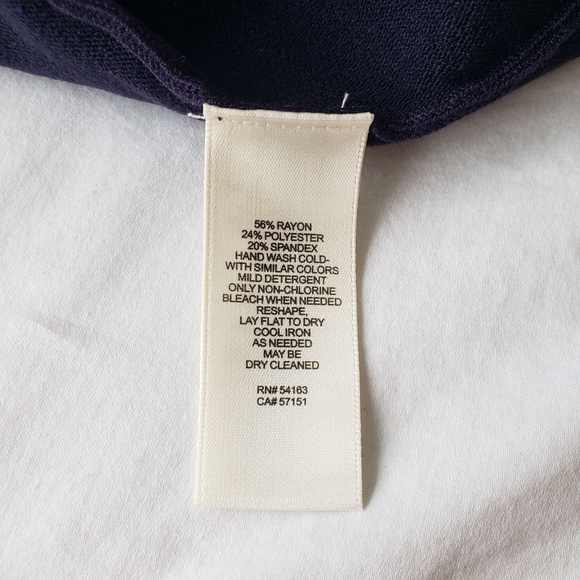 56% RAYON
24% POLYESTER
20% SPANDEX
HAND WASH COLD-
WITH SIMILAR COLORS
MILD DETERGENT
ONLY NON-CHLORINE
BLEACH WHEN NEEDED
RESHAPE,
LAY FLAT TO DRY
COOL IRON
AS NEEDED
MAY BE
DRY CLEANED
RN# 54163
CA# 57151